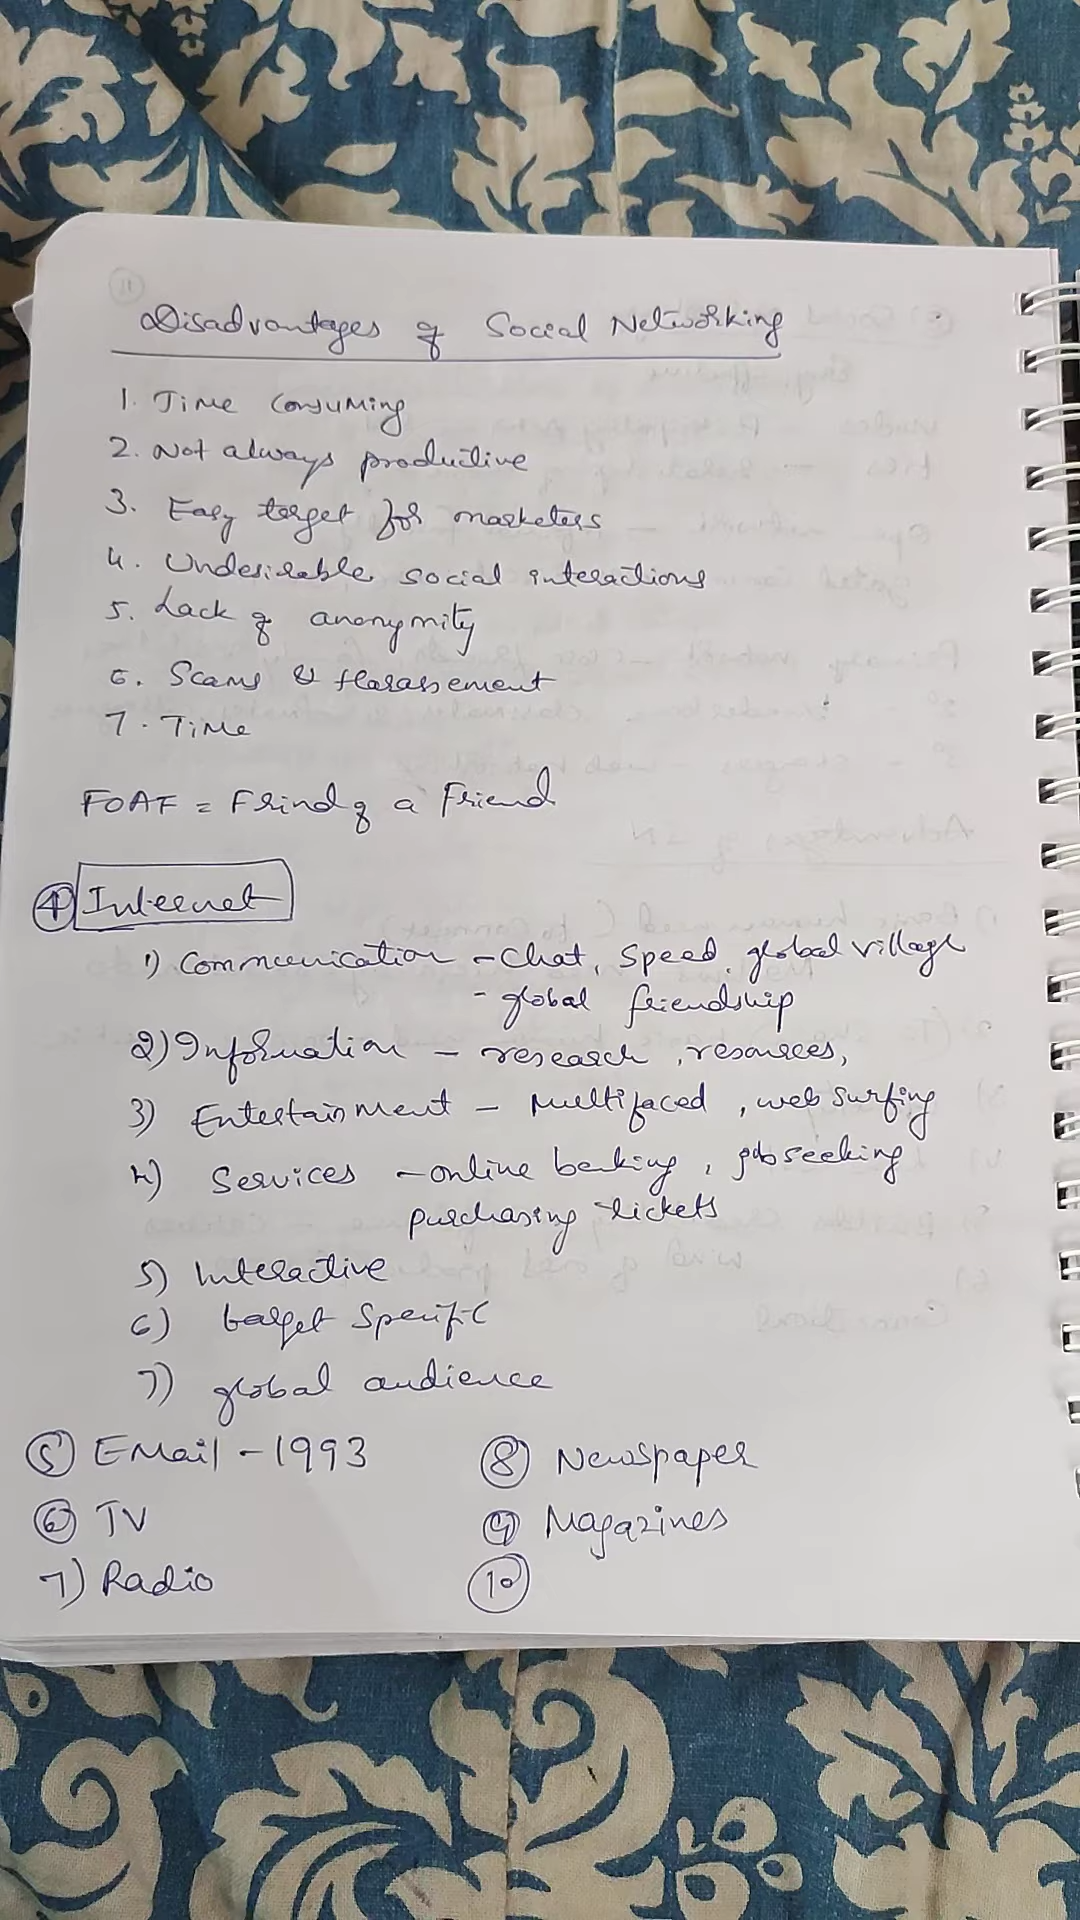 11
Disadvantages of Social Networking
1. Time Consuming
2. Not always productive
3. Easy target for marketers
4. Undesirable social interactions
5. Lack of anonymity
6. Scams & Harassement
7. Time
FOAF = Frind of a Friend
④ Internet
1) Communication - Chat, Speed, global village
- global friendship
2) Information - research, resources,
3) Entertainment - Multifaced, web surfing
4) Services - online banking, job seeking
purchasing tickets
5) Interactive
6) target Specific
7) global audience
⑤ EMail - 1993
⑥ TV
7) Radio
⑧ Newspaper
⑨ Magazines
⑩